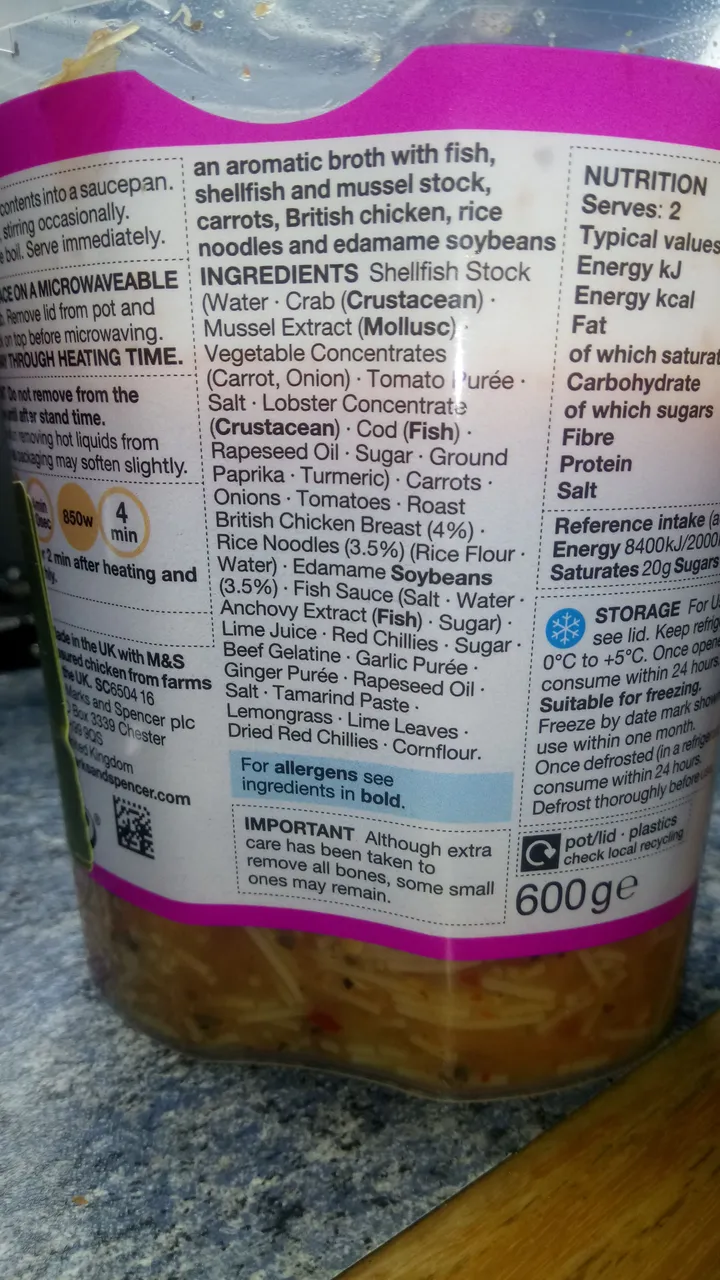 contents into a saucepan.
stirring occasionally.
boil. Serve immediately.
ON A MICROWAVEABLE
Remove lid from pot and
on top before microwaving.
THROUGH HEATING TIME.
Do not remove from the
after stand time.
removing hot liquids from
packaging may soften slightly.
850w 4 min
2 min after heating and
in the UK with M&S
chicken from farms
the UK. SC6504 16
Marks and Spencer plc
Box 3339 Chester
9QS
Kingdom
an aromatic broth with fish,
shellfish and mussel stock,
carrots, British chicken, rice
noodles and edamame soybeans
INGREDIENTS Shellfish Stock
(Water · Crab (Crustacean) ·
Mussel Extract (Mollusc) ·
Vegetable Concentrates
(Carrot, Onion) · Tomato Purée ·
Salt · Lobster Concentrate
(Crustacean) · Cod (Fish) ·
Rapeseed Oil · Sugar · Ground
Paprika · Turmeric) · Carrots ·
Onions · Tomatoes · Roast
British Chicken Breast (4%) ·
Rice Noodles (3.5%) (Rice Flour ·
Water) · Edamame Soybeans
(3.5%) · Fish Sauce (Salt · Water ·
Anchovy Extract (Fish) · Sugar) ·
Lime Juice · Red Chillies · Sugar ·
Beef Gelatine · Garlic Purée ·
Ginger Purée · Rapeseed Oil ·
Salt · Tamarind Paste ·
Lemongrass · Lime Leaves ·
Dried Red Chillies · Cornflour.
For allergens see
ingredients in bold.
IMPORTANT Although extra
care has been taken to
remove all bones, some small
ones may remain.
NUTRITION
Serves: 2
Typical values
Energy kJ
Energy kcal
Fat
of which
Carbohydrate
of which sugars
Fibre
Protein
Salt
Reference intake
Energy 8400kJ/2000
Saturates 20g Sugars
STORAGE For
see lid. Keep
0°C to +5°C. Once
consume within 24 hours.
Suitable for freezing.
Freeze by date mark
use within one month.
Once defrosted (in a
consume within 24 hours.
Defrost thoroughly before
pot/lid · plastics
check local recycling
600g e